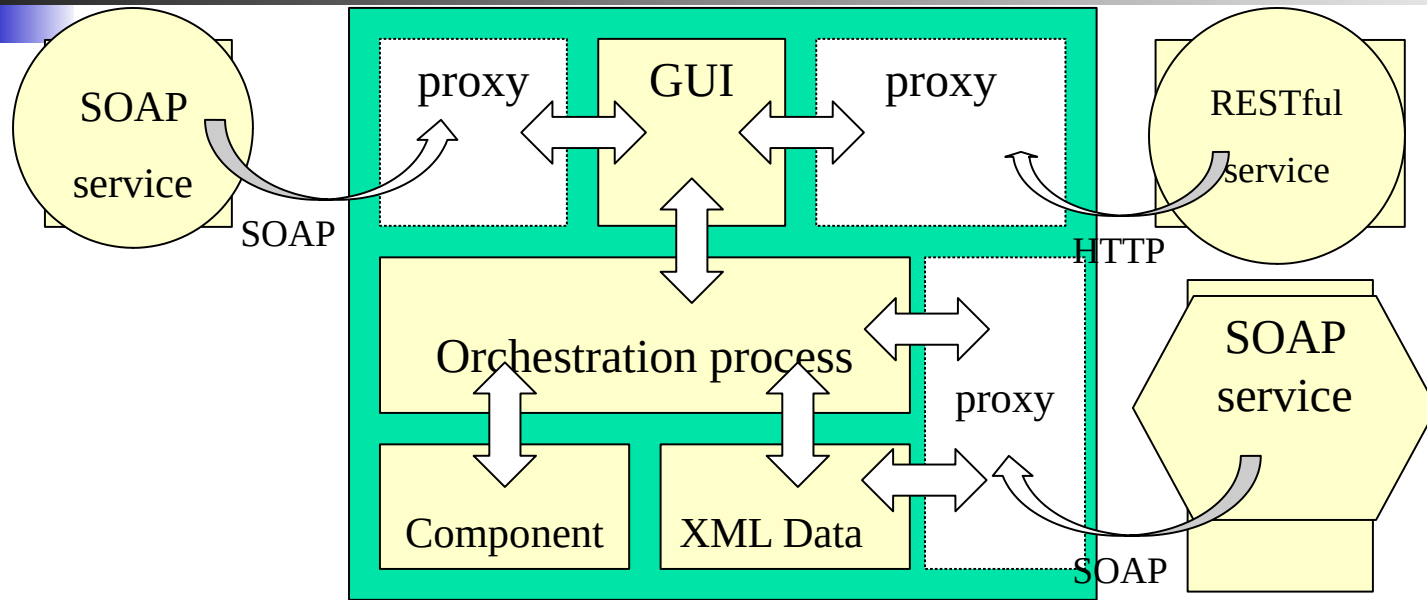 proxy
GUI
proxy
SOAP
service
RESTful
service
SOAP
HTTP
Orchestration process
proxy
SOAP
service
Component
XML Data
SOAP